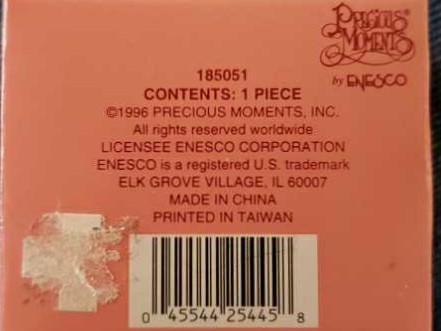 Precious®
Moments
by ENESCO
185051
CONTENTS: 1 PIECE
©1996 PRECIOUS MOMENTS, INC.
All rights reserved worldwide
LICENSEE ENESCO CORPORATION
ENESCO is a registered U.S. trademark
ELK GROVE VILLAGE, IL 60007
MADE IN CHINA
PRINTED IN TAIWAN
0 45544 25445 8